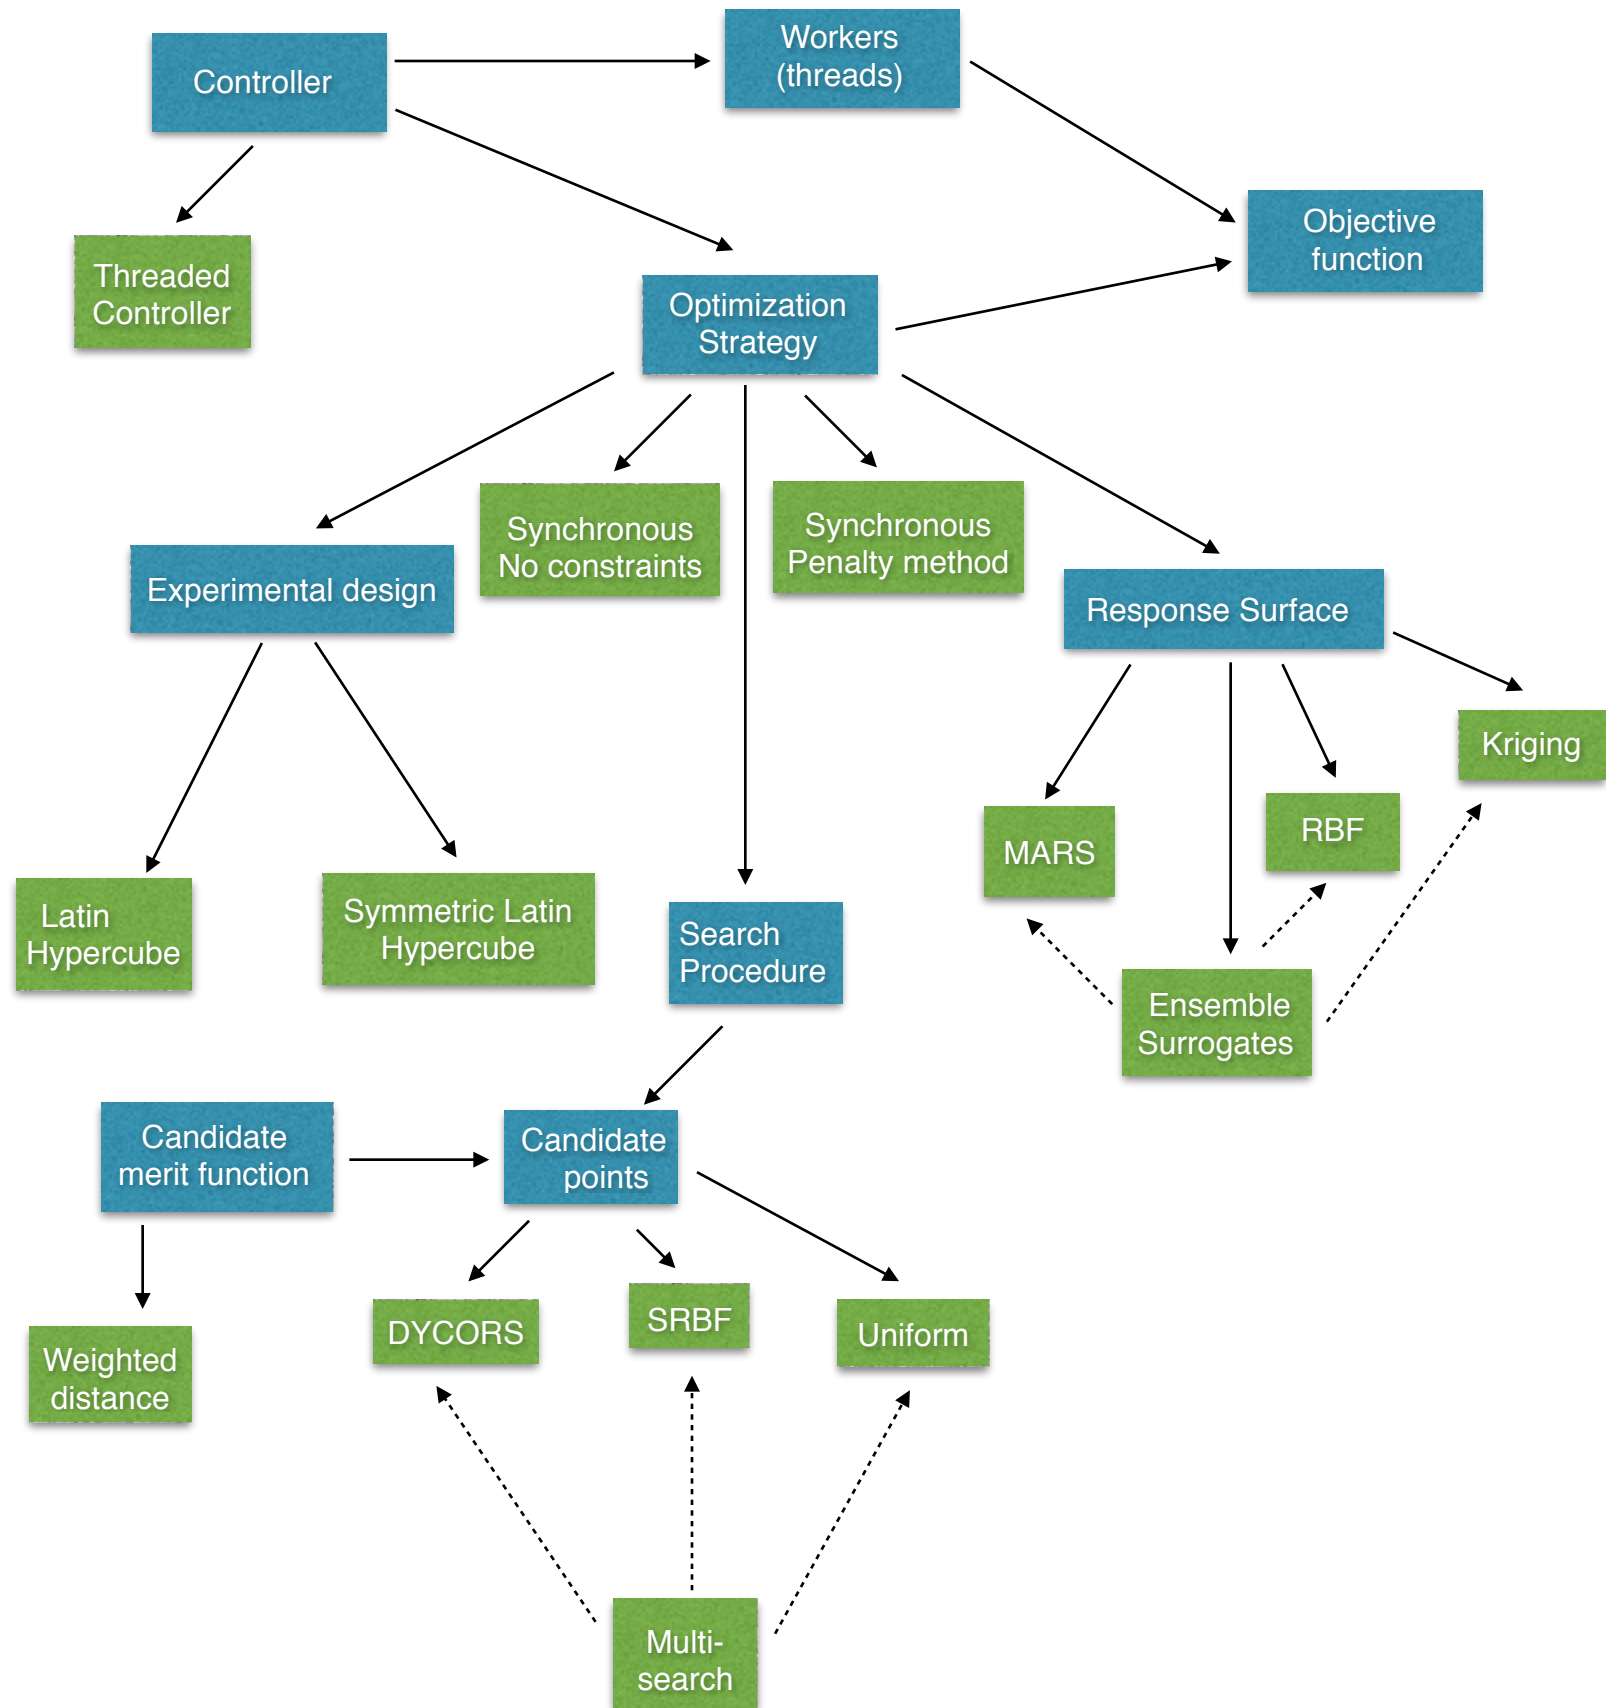 Workers
(threads)
Controller
Objective
function
Threaded
Controller
Optimization
Strategy
Synchronous
No constraints
Synchronous
Penalty method
Experimental design
Response Surface
Kriging
MARS
RBF
Latin
Hypercube
Symmetric Latin
Hypercube
Search
Procedure
Ensemble
Surrogates
Candidate
merit function
Candidate
points
DYCORS
SRBF
Uniform
Weighted
distance
Multi-
search